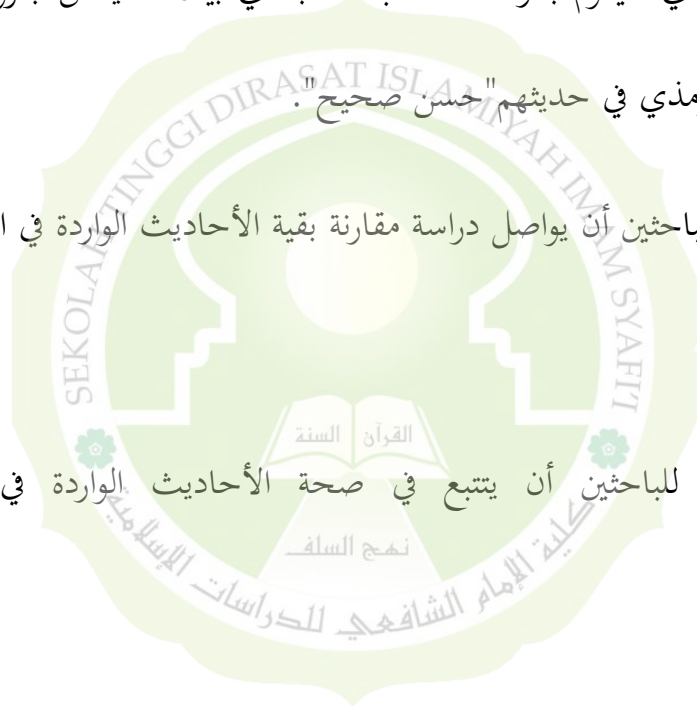 مذي في حديثهم"حسن صحيح".
باحثين أن يواصل دراسة مقارنة بقية الأحاديث الواردة في
للباحثين أن يتتبع في صحة الأحاديث الواردة في
SEKOLAH TINGGI DIRASAT ISLAMIYAH IMAM SYAFI'I
القرآن السنة
نهج السلف
كلية الإمام الشافعي للدراسات الإسلامية